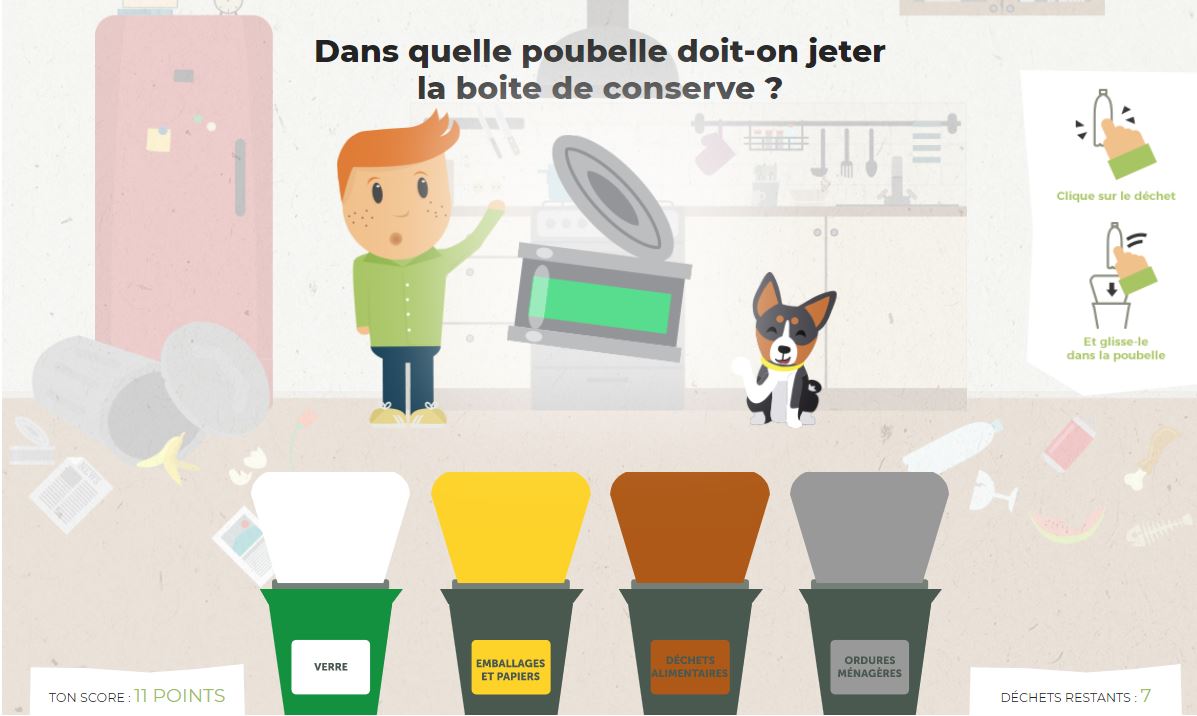 Dans quelle poubelle doit-on jeter
la boite de conserve ?
Clique sur le déchet
Et glisse-le
dans la poubelle
NEWS
VERRE
EMBALLAGES
ET PAPIERS
DÉCHETS
ALIMENTAIRES
ORDURES
MÉNAGÈRES
TON SCORE : 11 POINTS
DÉCHETS RESTANTS : 7